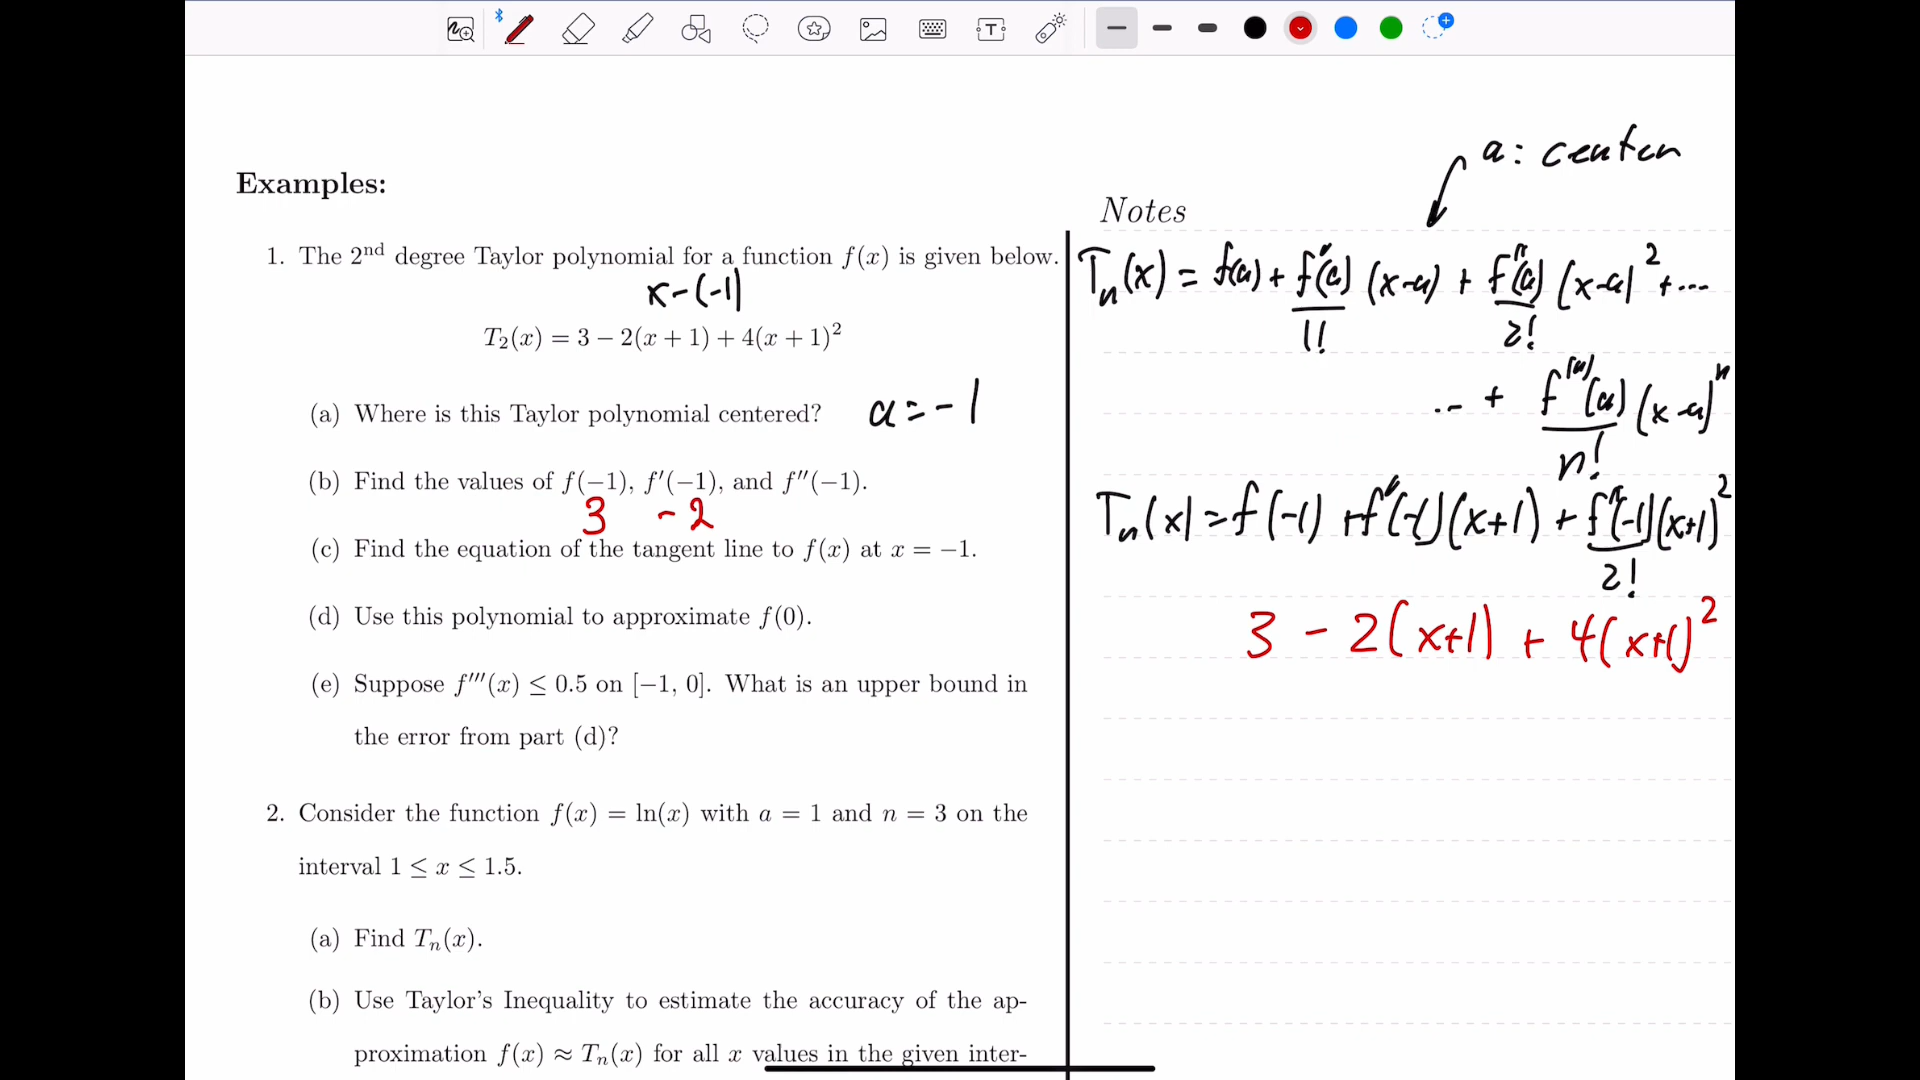 a: center
Examples:
Notes
1. The 2nd degree Taylor polynomial for a function f(x) is given below.
x-(-1)
T₂(x) = 3 − 2(x + 1) + 4(x + 1)²
(a) Where is this Taylor polynomial centered? a = -1
(b) Find the values of f(−1), f′(−1), and f″(−1).
3 -2
(c) Find the equation of the tangent line to f(x) at x = −1.
(d) Use this polynomial to approximate f(0).
(e) Suppose f‴(x) ≤ 0.5 on [−1, 0]. What is an upper bound in
the error from part (d)?
2. Consider the function f(x) = ln(x) with a = 1 and n = 3 on the
interval 1 ≤ x ≤ 1.5.
(a) Find Tₙ(x).
(b) Use Taylor's Inequality to estimate the accuracy of the ap-
proximation f(x) ≈ Tₙ(x) for all x values in the given inter-
Tₙ(x) = f(a) + f′(a)/1! (x-a) + f″(a)/2! (x-a)² + ...
... + f⁽ⁿ⁾(a)/n! (x-a)ⁿ
Tₙ(x) = f(-1) + f′(-1)(x+1) + f″(-1)/2! (x+1)²
3 - 2(x+1) + 4(x+1)²